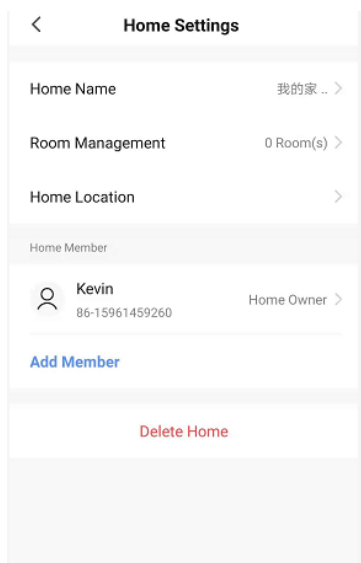 Home Settings
Home Name 我的家 ..
Room Management 0 Room(s)
Home Location
Home Member
Kevin
86-15961459260
Home Owner
Add Member
Delete Home